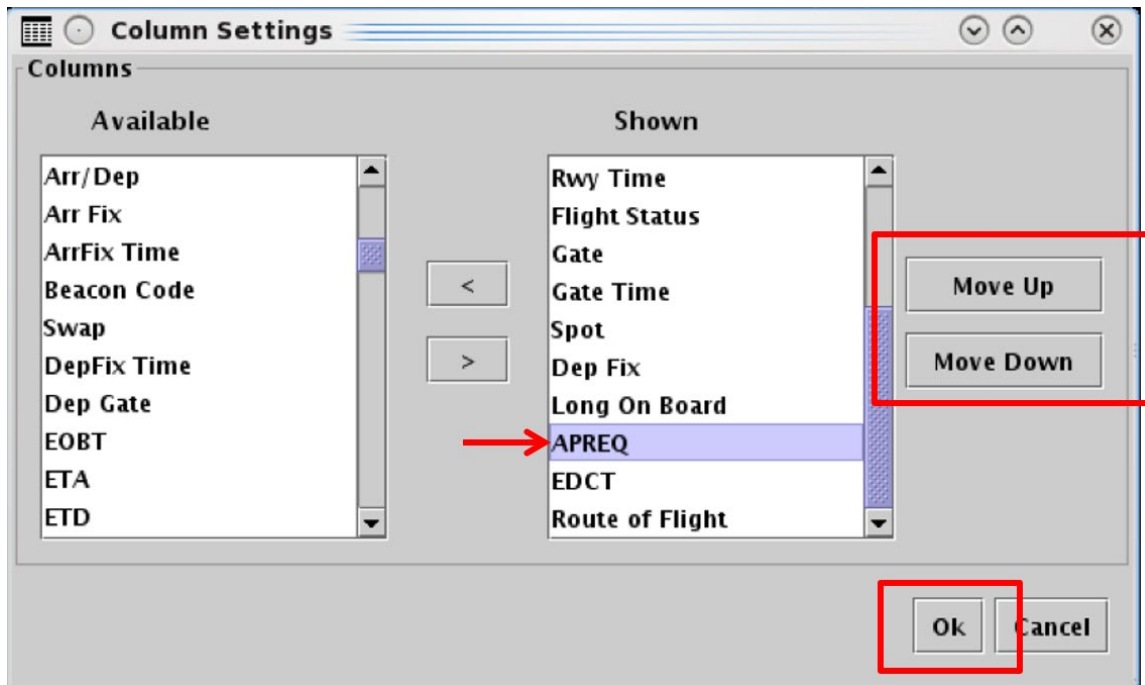 Column Settings
Columns
Available
Shown
Arr/Dep
Arr Fix
ArrFix Time
Beacon Code
Swap
DepFix Time
Dep Gate
EOBT
ETA
ETD
<
>
Rwy Time
Flight Status
Gate
Gate Time
Spot
Dep Fix
Long On Board
APREQ
EDCT
Route of Flight
Move Up
Move Down
Ok
Cancel